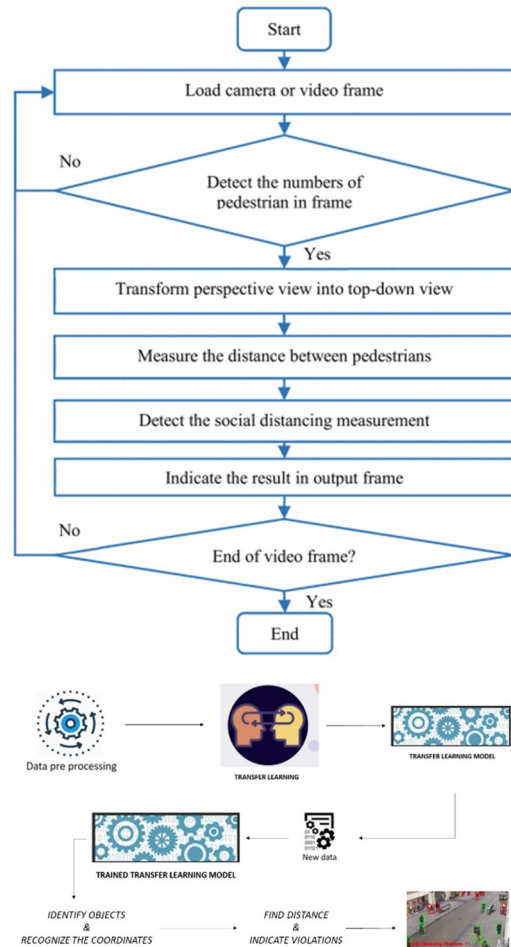 Start
Load camera or video frame
No
Detect the numbers of
pedestrian in frame
Yes
Transform perspective view into top-down view
Measure the distance between pedestrians
Detect the social distancing measurement
Indicate the result in output frame
No
End of video frame?
Yes
End
Data pre processing
TRANSFER LEARNING
TRANSFER LEARNING MODEL
TRAINED TRANSFER LEARNING MODEL
New data
IDENTIFY OBJECTS
&
RECOGNIZE THE COORDINATES
FIND DISTANCE
&
INDICATE VIOLATIONS